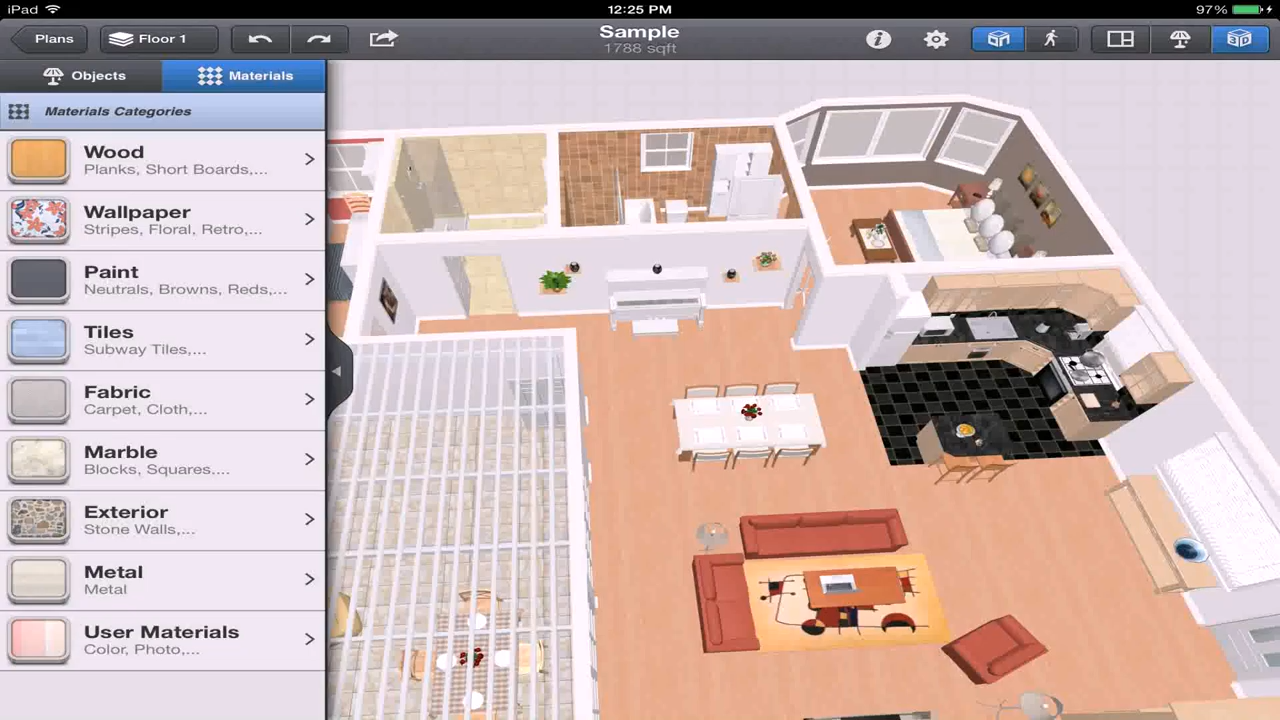 iPad 12:25 PM 97%
Plans Floor 1 Sample
1788 sqft
3D
Objects Materials
Materials Categories
Wood
Planks, Short Boards,...
Wallpaper
Stripes, Floral, Retro,...
Paint
Neutrals, Browns, Reds,...
Tiles
Subway Tiles,...
Fabric
Carpet, Cloth,...
Marble
Blocks, Squares....
Exterior
Stone Walls,...
Metal
Metal
User Materials
Color, Photo,...